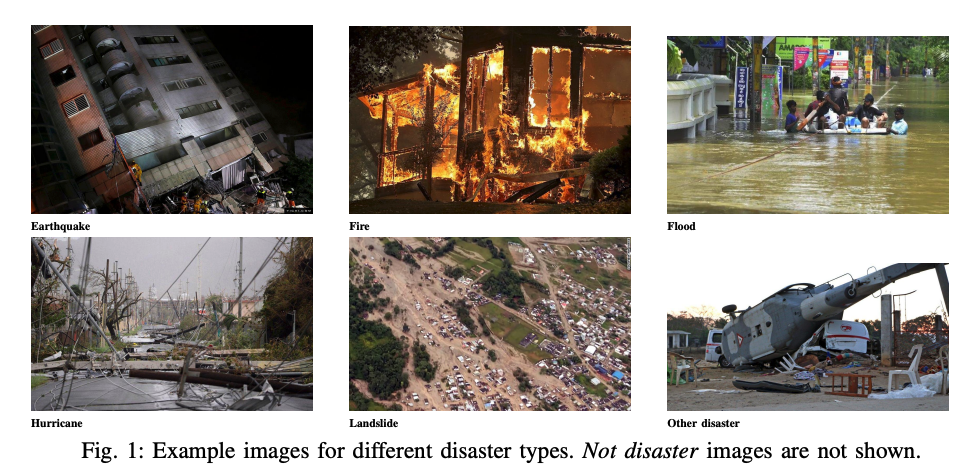 AMA
Earthquake
Fire
Flood
Hurricane
Landslide
Other disaster
Fig. 1: Example images for different disaster types. Not disaster images are not shown.